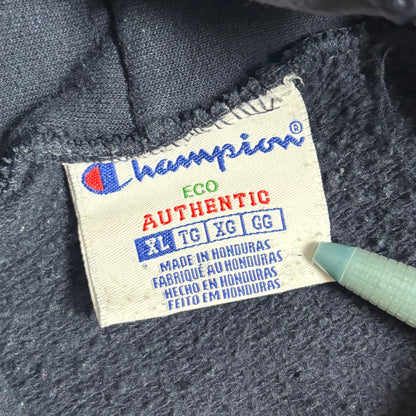 Champion®
ECO
AUTHENTIC
XL TG XG GG
MADE IN HONDURAS
FABRIQUÉ AU HONDURAS
HECHO EN HONDURAS
FEITO EM HONDURAS